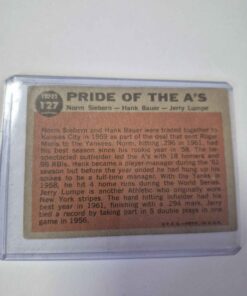 TOPPS
127
PRIDE OF THE A'S
Norm Siebern — Hank Bauer — Jerry Lumpe
Norm Siebern and Hank Bauer were traded together to
Kansas City in 1959 as part of the deal that sent Roger
Maris to the Yankees. Norm, hitting .296 in 1961, had
his best season since his rookie year in '58. The be-
spectacled outfielder led the A's with 18 homers and
98 RBIs. Hank became a player-manager during the '61
season but before the year ended he had hung up his
spikes to be a full-time manager. With the Yanks in
1958, he hit 4 home runs during the World Series.
Jerry Lumpe is another Athletic who originally wore
New York stripes. The hard hitting infielder had his
best year in 1961, finishing with a .294 mark. Jerry
tied a record by taking part in 5 double plays in one
game in 1956.